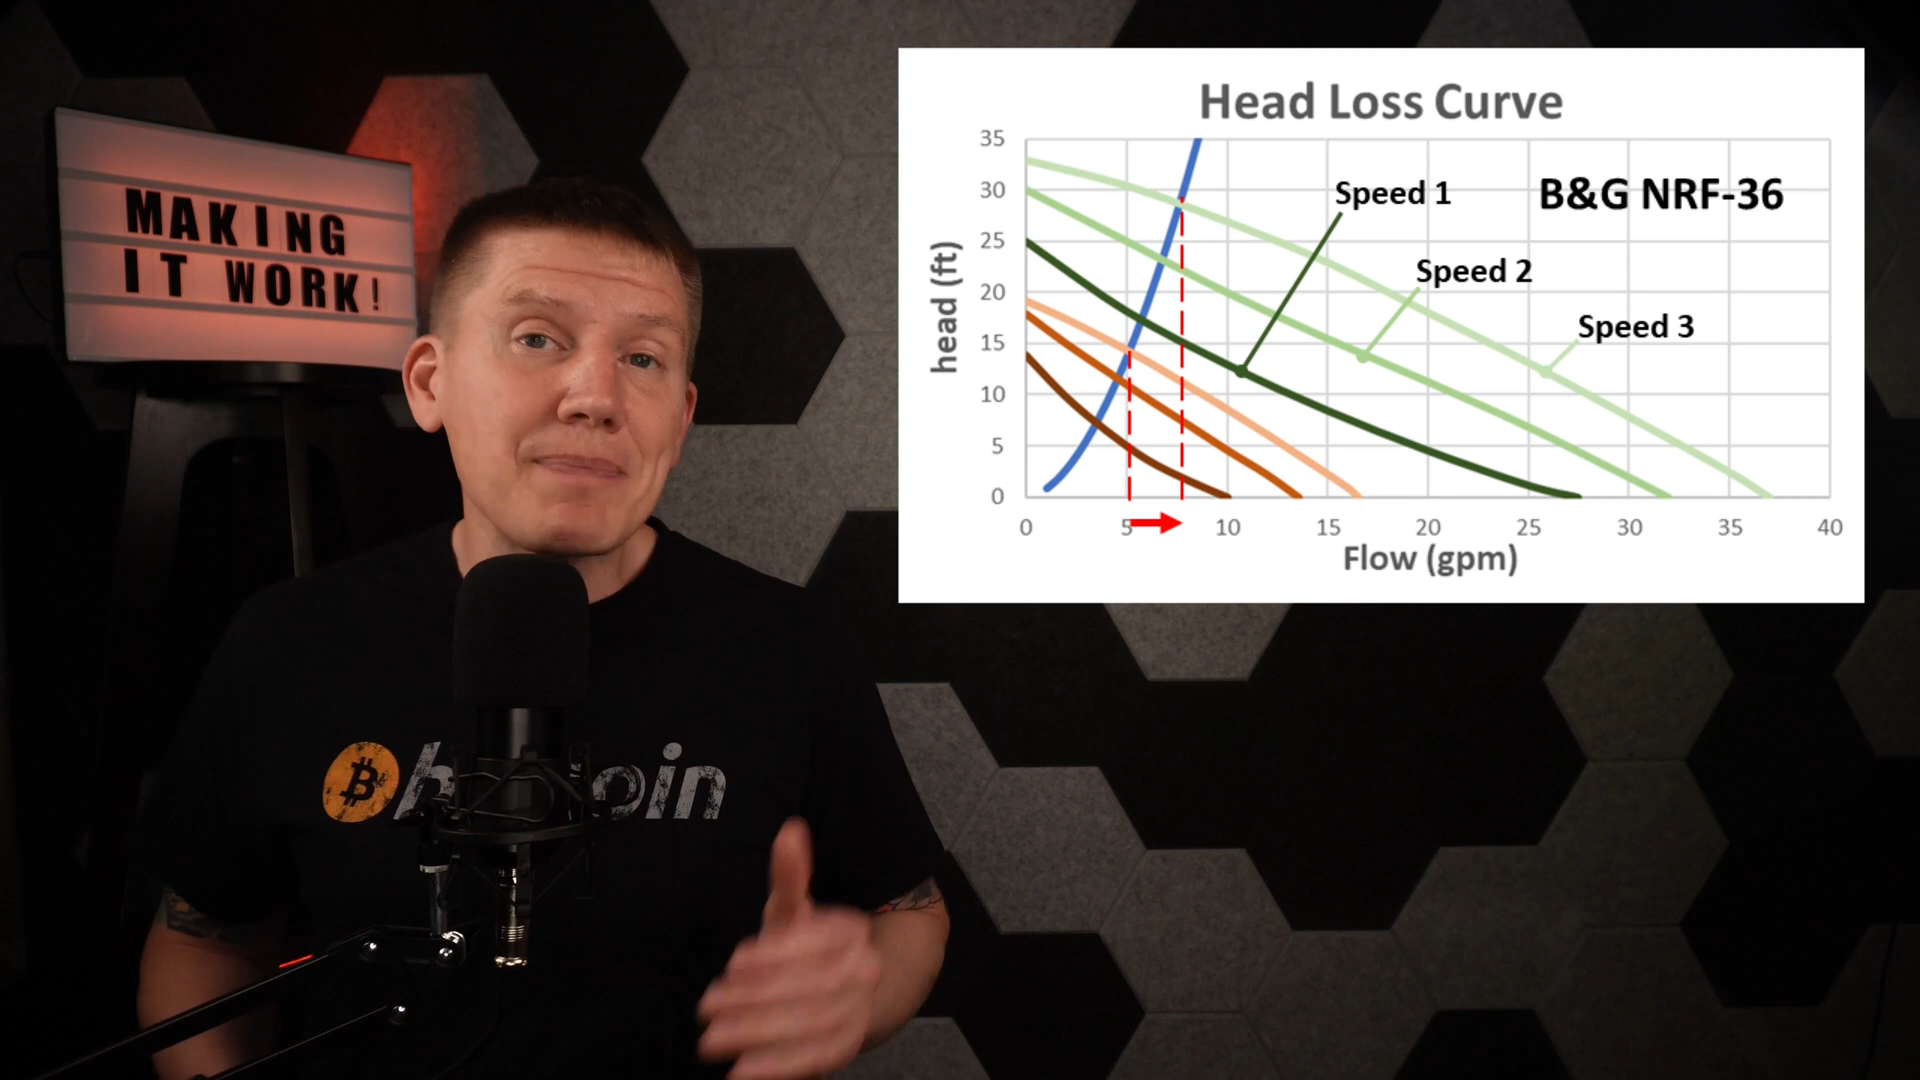 MAKING
IT WORK!
bitcoin
Head Loss Curve
B&G NRF-36
Speed 1
Speed 2
Speed 3
head (ft)
35
30
25
20
15
10
5
0
0 5 10 15 20 25 30 35 40
Flow (gpm)